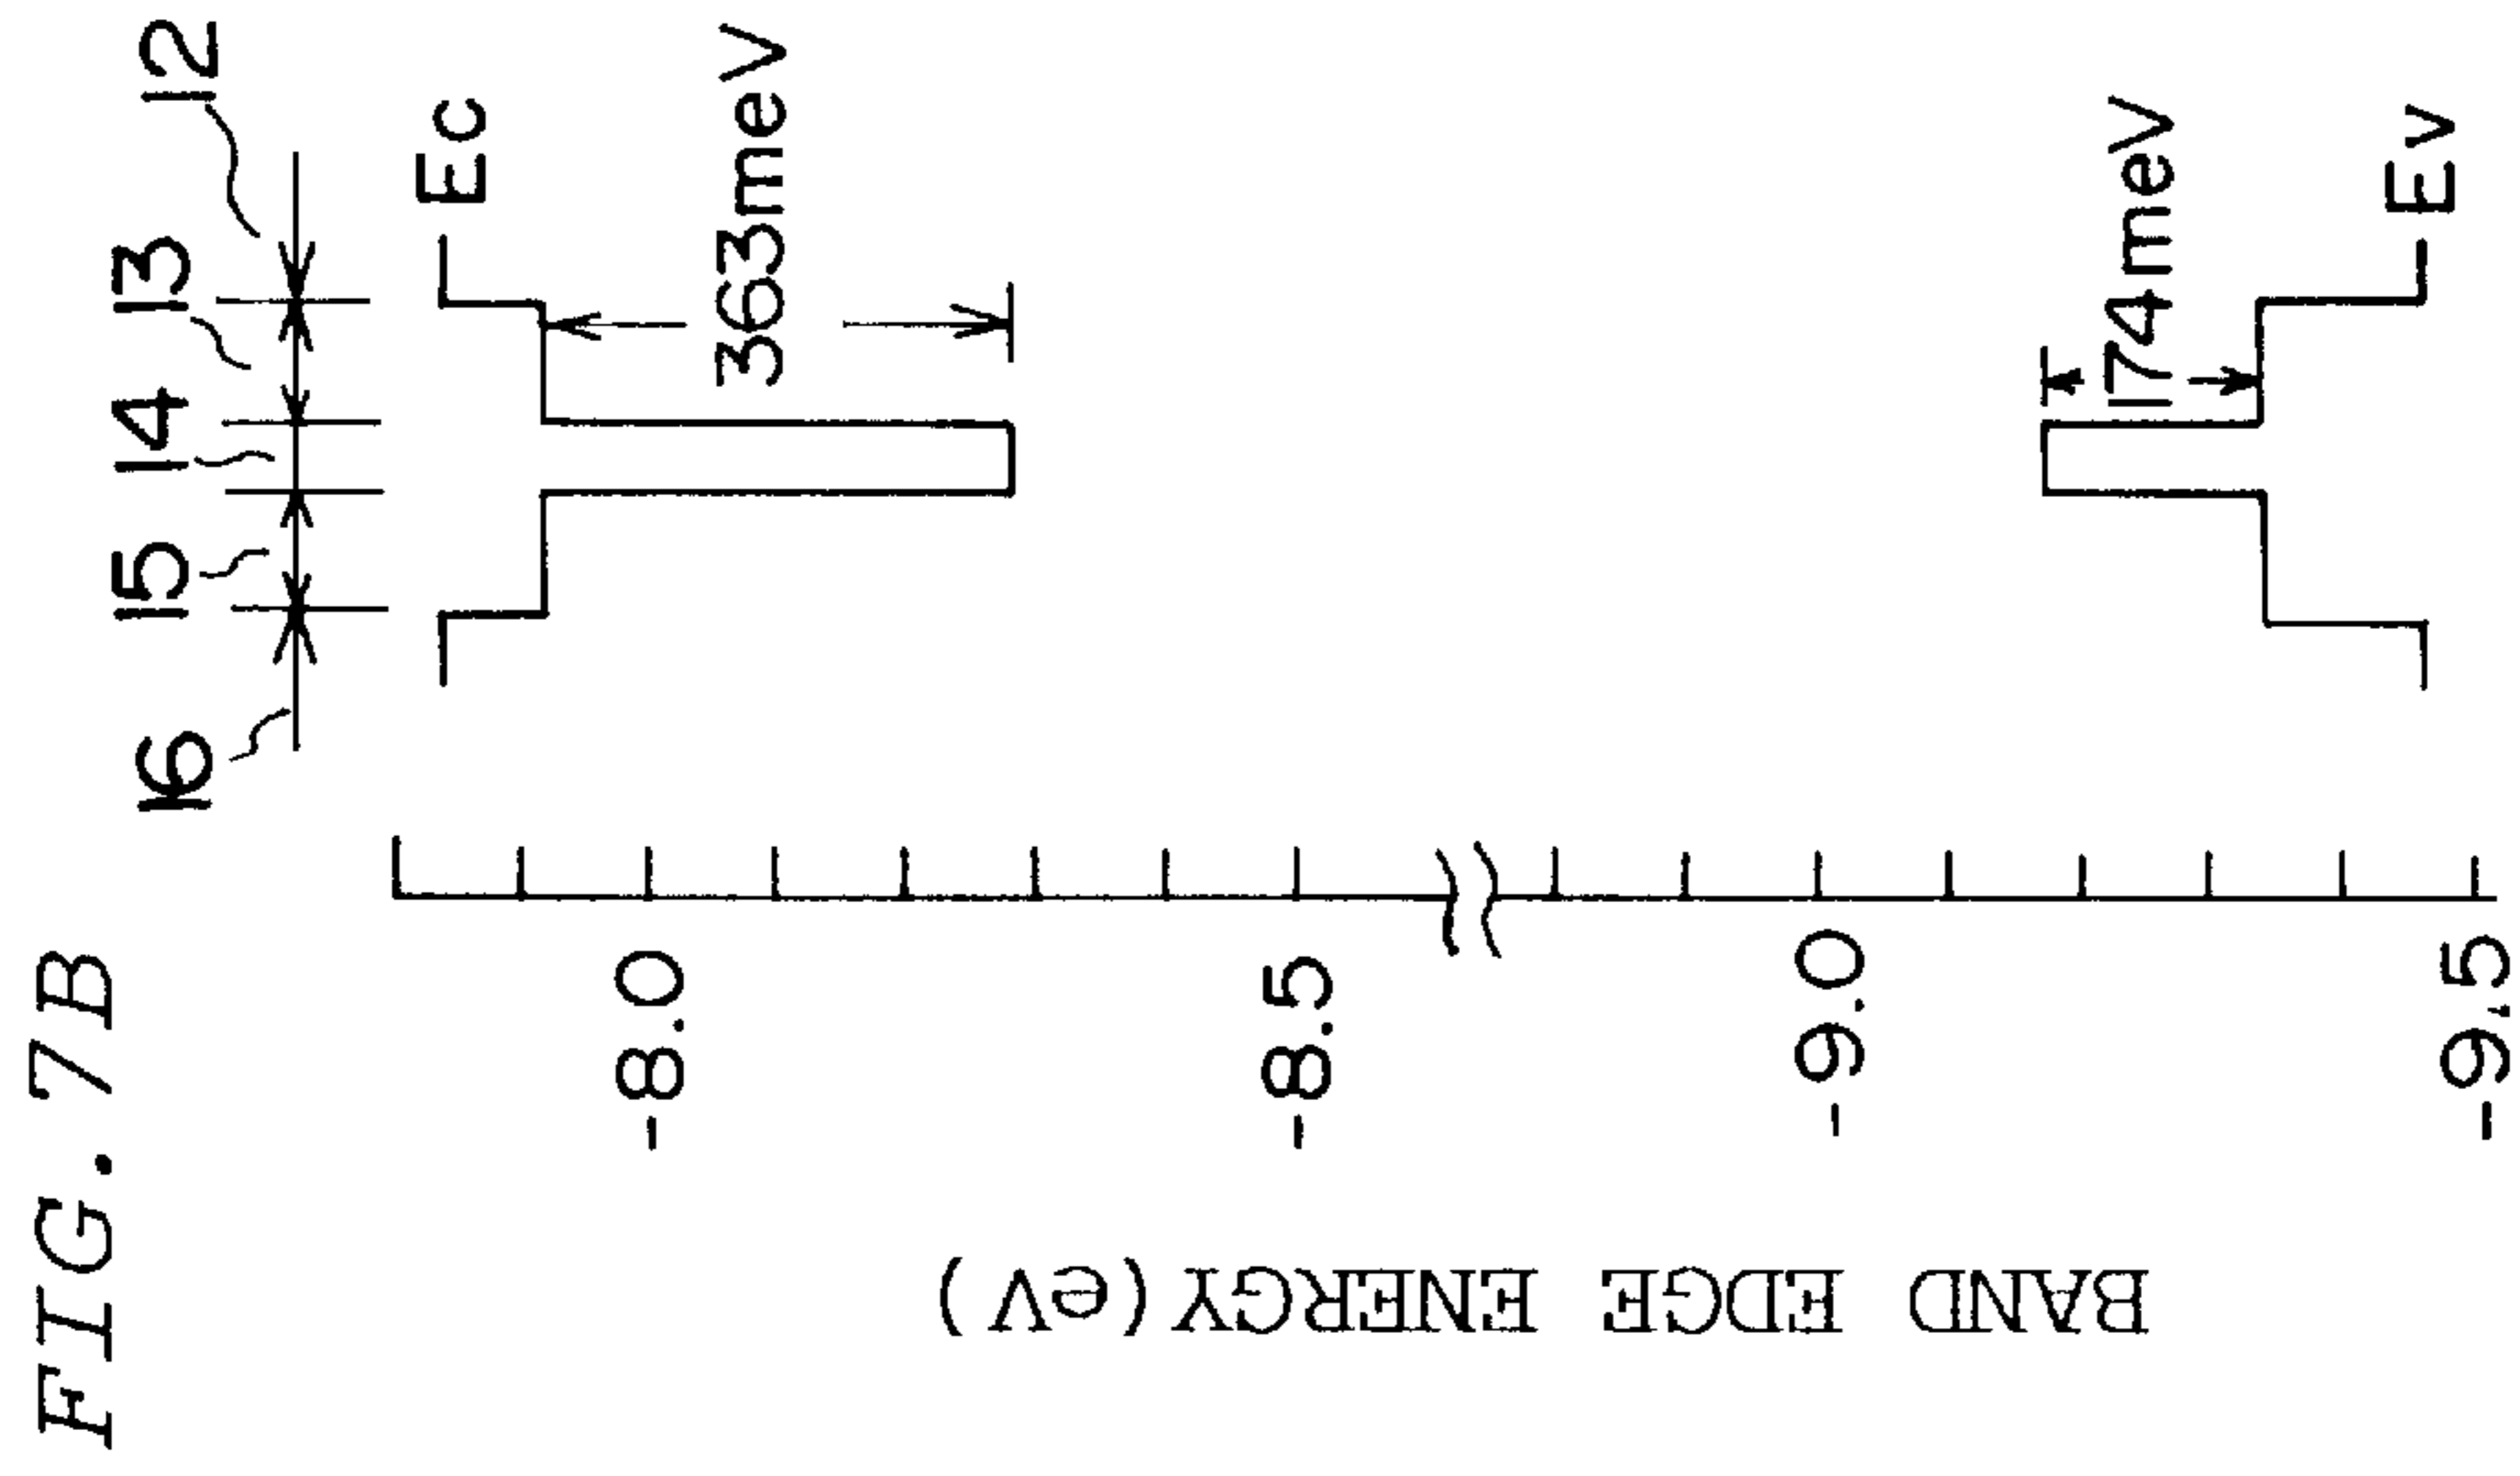 FIG. 7B
BAND EDGE ENERGY (eV)
-8.0
-8.5
-9.0
-9.5
16
15
14
13
12
Ec
363meV
174meV
Ev